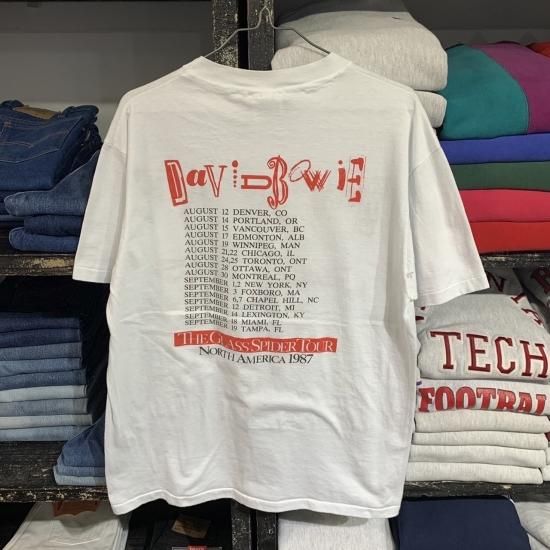 DaViDBoWiE
AUGUST 12 DENVER, CO
AUGUST 14 PORTLAND, OR
AUGUST 15 VANCOUVER, BC
AUGUST 17 EDMONTON, ALB
AUGUST 19 WINNIPEG, MAN
AUGUST 21,22 CHICAGO, IL
AUGUST 24,25 TORONTO, ONT
AUGUST 28 OTTAWA, ONT
AUGUST 30 MONTREAL, PQ
SEPTEMBER 1,2 NEW YORK, NY
SEPTEMBER 3 FOXBORO, MA
SEPTEMBER 6,7 CHAPEL HILL, NC
SEPTEMBER 12 DETROIT, MI
SEPTEMBER 14 LEXINGTON, KY
SEPTEMBER 18 MIAMI, FL
SEPTEMBER 19 TAMPA, FL
THE GLASS SPIDER TOUR
NORTH AMERICA 1987
TECH
FOOTBAL